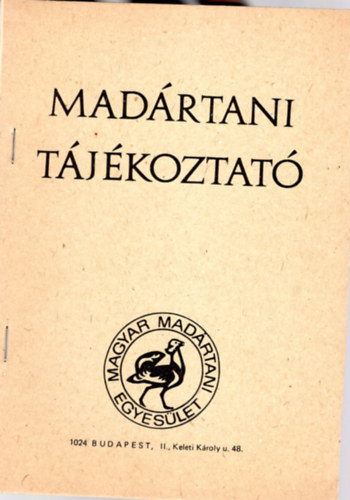 MADÁRTANI
TÁJÉKOZTATÓ
MAGYAR MADÁRTANI
EGYESÜLET
1024 BUDAPEST, II., Keleti Károly u. 48.